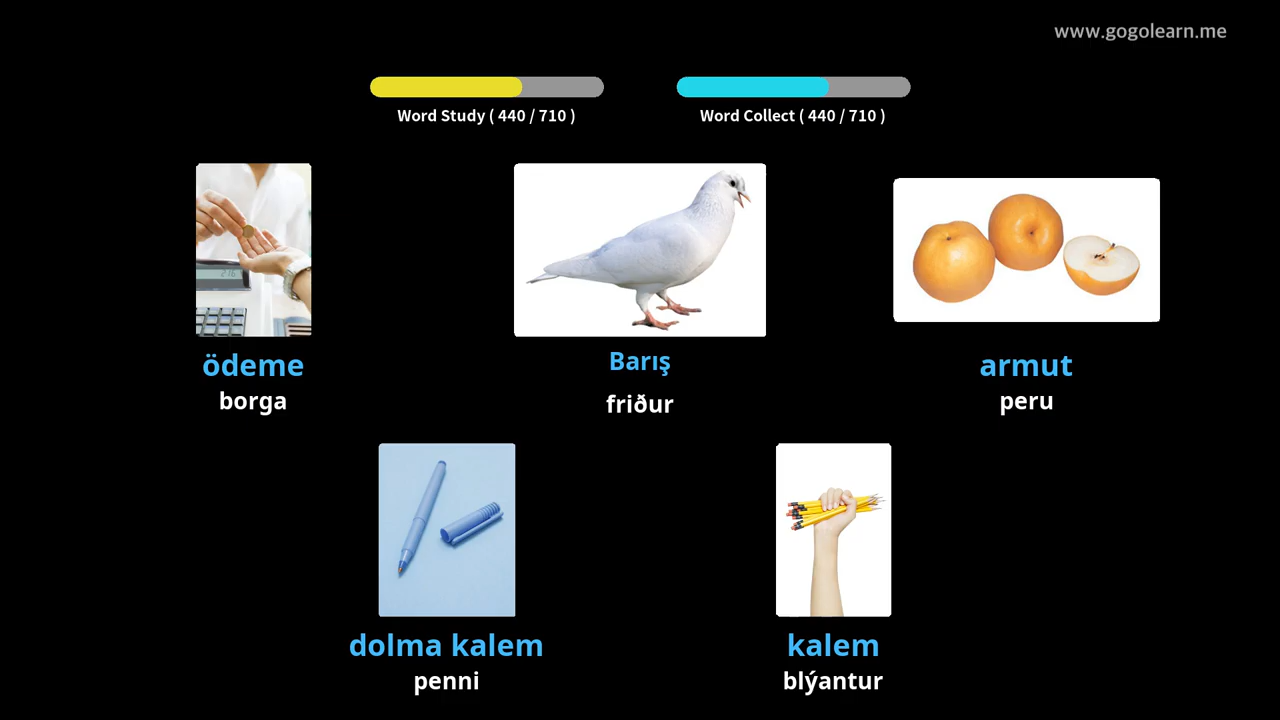 www.gogolearn.me
Word Study ( 440 / 710 )
Word Collect ( 440 / 710 )
ödeme
borga
Barış
friður
armut
peru
dolma kalem
penni
kalem
blýantur